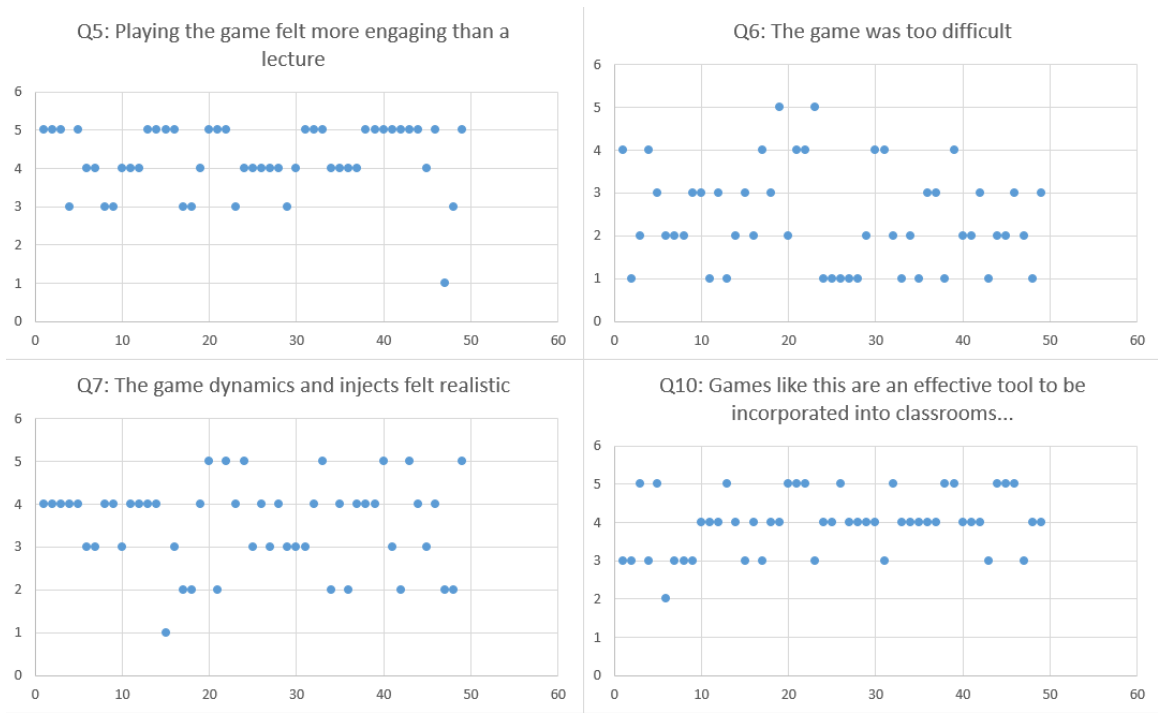 Q5: Playing the game felt more engaging than a
lecture
6
5
4
3
2
1
0
0 10 20 30 40 50 60
Q6: The game was too difficult
6
5
4
3
2
1
0
0 10 20 30 40 50 60
Q7: The game dynamics and injects felt realistic
6
5
4
3
2
1
0
0 10 20 30 40 50 60
Q10: Games like this are an effective tool to be
incorporated into classrooms...
6
5
4
3
2
1
0
0 10 20 30 40 50 60